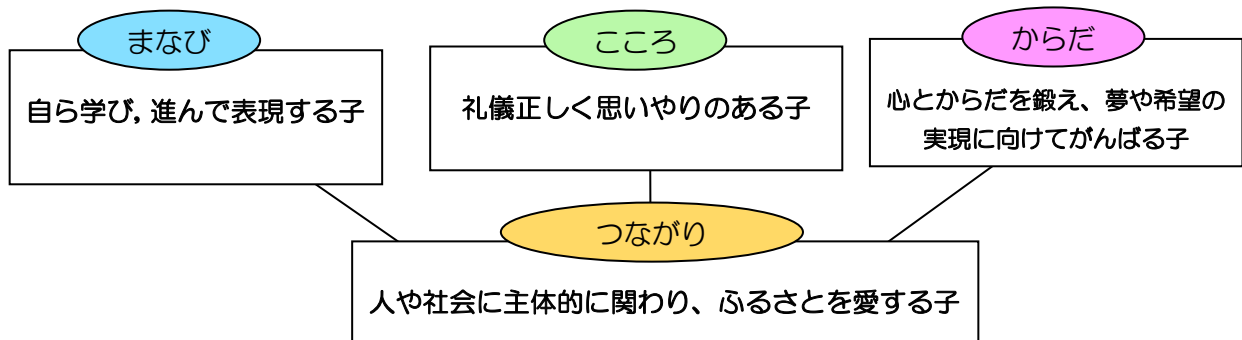 まなび
自ら学び,進んで表現する子
こころ
礼儀正しく思いやりのある子
からだ
心とからだを鍛え、夢や希望の
実現に向けてがんばる子
つながり
人や社会に主体的に関わり、ふるさとを愛する子